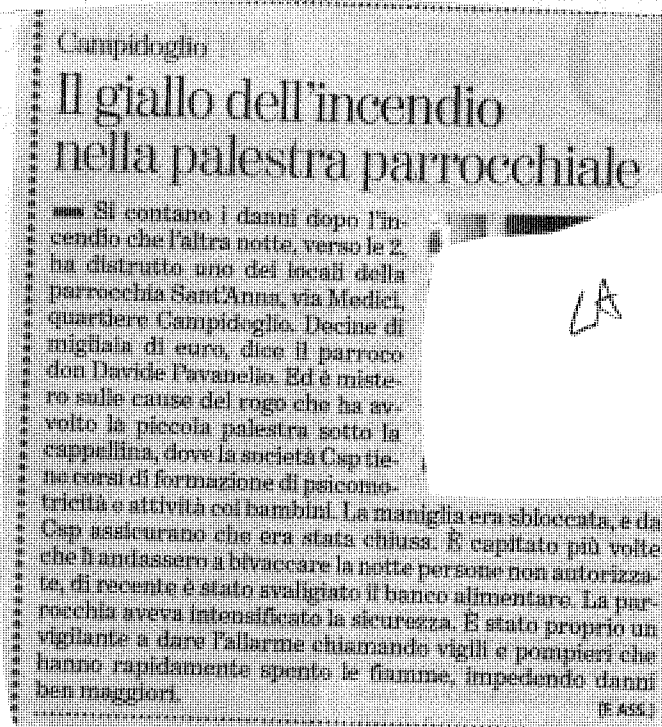 Campidoglio
Il giallo dell'incendio
nella palestra parrocchiale
Si contano i danni dopo l'in-
cendio che l'altra notte, verso le 2,
ha distrutto uno dei locali della
parrocchia Sant'Anna, via Medici,
quartiere Campidoglio. Decine di
migliaia di euro, dice il parroco
don Davide Pavanello. Ed è miste-
ro sulle cause del rogo che ha av-
volto la piccola palestra sotto la
cappellina, dove la società Csp tie-
ne corsi di formazione di psicomo-
tricità e attività coi bambini. La maniglia era sbloccata, e da
Csp assicurano che era stata chiusa. È capitato più volte
che lì andassero a bivaccare la notte persone non autorizza-
te, di recente è stato svaligiato il banco alimentare. La par-
rocchia aveva intensificato la sicurezza. È stato proprio un
vigilante a dare l'allarme chiamando vigili e pompieri che
hanno rapidamente spento le fiamme, impedendo danni
ben maggiori.
[F. ASS.]
LA